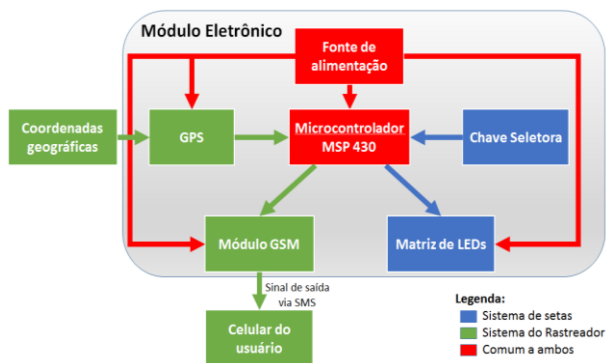 Módulo Eletrônico
Fonte de
alimentação
Coordenadas
geográficas
GPS
Microcontrolador
MSP 430
Chave Seletora
Módulo GSM
Matriz de LEDs
Sinal de saída
via SMS
Celular do
usuário
Legenda:
Sistema de setas
Sistema do Rastreador
Comum a ambos